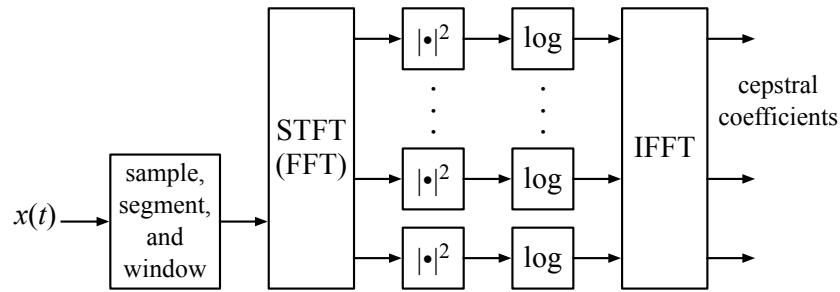 x(t)
sample,
segment,
and
window
STFT
(FFT)
|•|²
log
|•|²
log
|•|²
log
IFFT
cepstral
coefficients